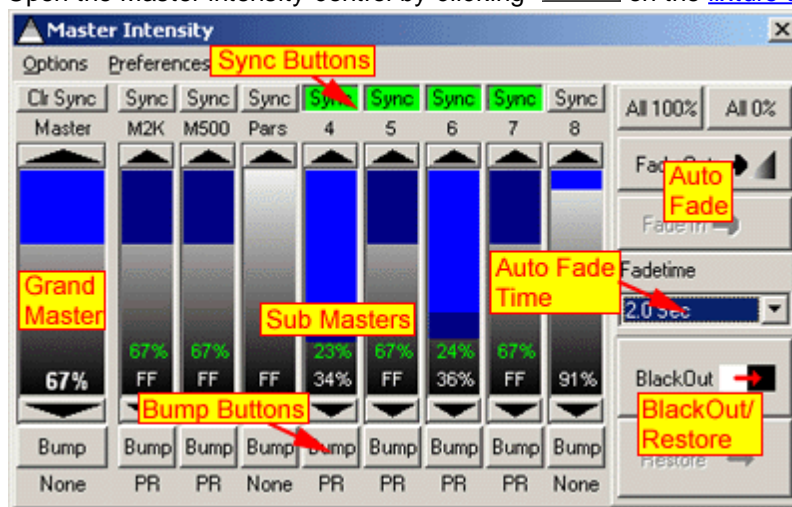 Open the Master Intensity control by clicking on the
Master Intensity
Options Preferences
Sync Buttons
Clr Sync Sync Sync Sync Sync Sync Sync Sync Sync
All 100% All 0%
Master M2K M500 Pars 4 5 6 7 8
Auto
Fade
Fade In
Grand
Master
Auto Fade
Time
Fadetime
2.0 Sec
Sub Masters
67% 67% 23% 67% 24% 67%
67% FF FF FF 34% FF 36% FF 91%
BlackOut
Bump Buttons
BlackOut/
Restore
Bump Bump Bump Bump Bump Bump Bump Bump Bump
Restore
None PR PR None PR PR PR PR None